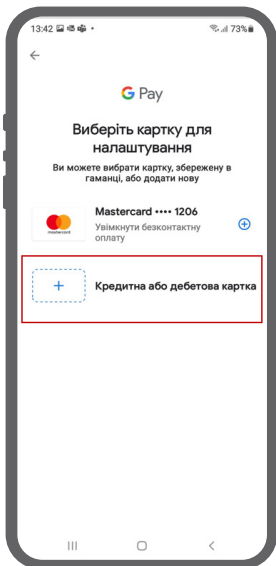 13:42
73%
G Pay
Виберіть картку для
налаштування
Ви можете вибрати картку, збережену в
гаманці, або додати нову
mastercard
Mastercard •••• 1206
Увімкнути безконтактну
оплату
+ Кредитна або дебетова картка